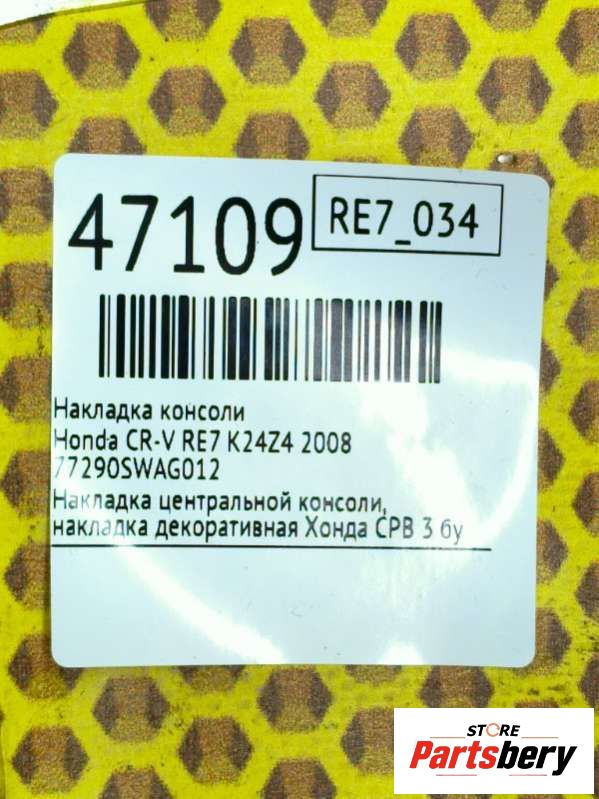 47109
RE7_034
Накладка консоли
Honda CR-V RE7 K24Z4 2008
77290SWAG012
Накладка центральной консоли,
накладка декоративная Хонда СРВ 3 бу
STORE
Partsbery